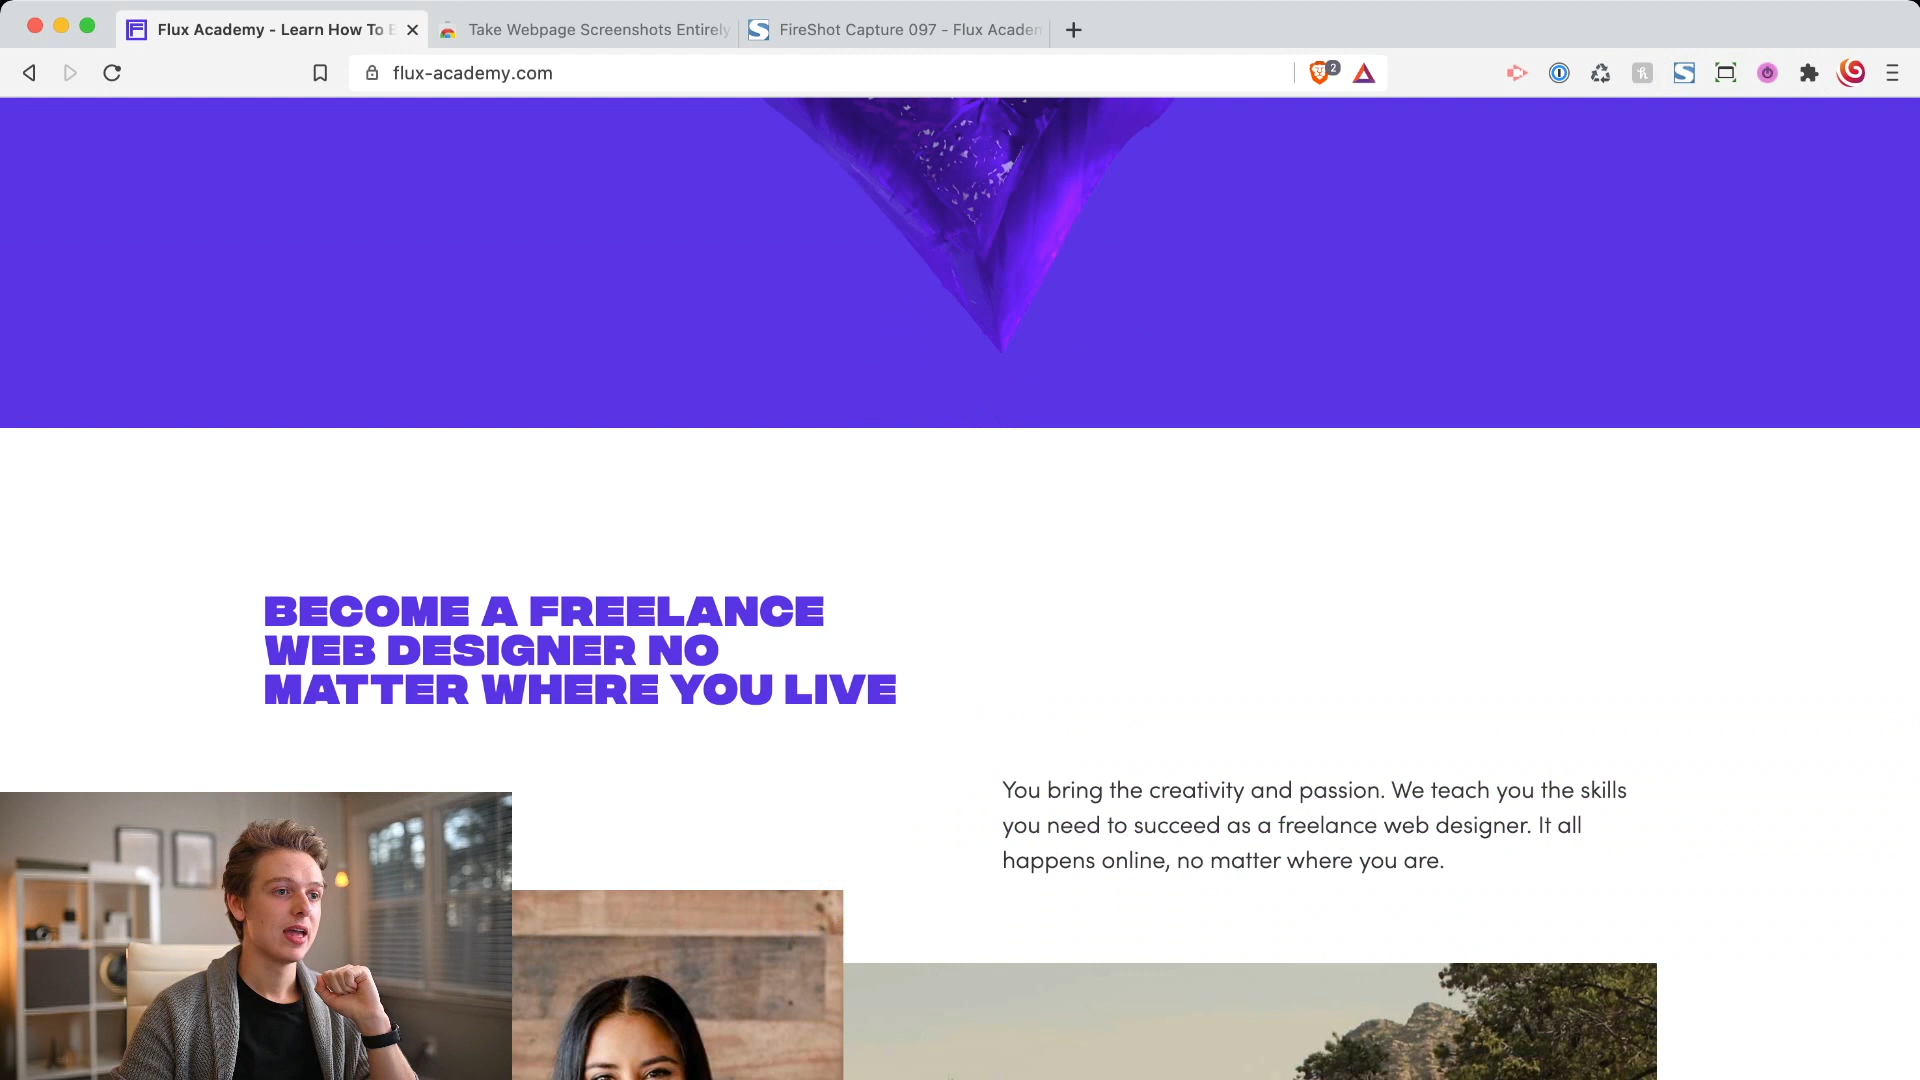 Flux Academy - Learn How To
Take Webpage Screenshots Entirely
FireShot Capture 097 - Flux Academ
flux-academy.com
2
BECOME A FREELANCE
WEB DESIGNER NO
MATTER WHERE YOU LIVE
You bring the creativity and passion. We teach you the skills
you need to succeed as a freelance web designer. It all
happens online, no matter where you are.